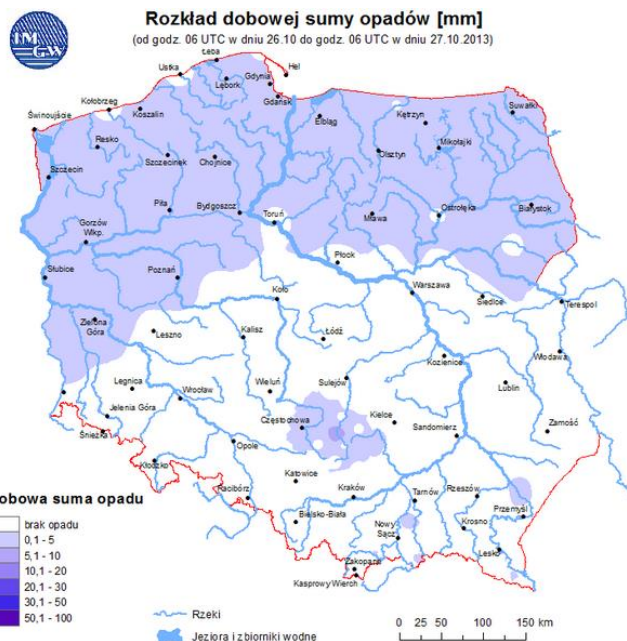 IM
GW
Rozkład dobowej sumy opadów [mm]
(od godz. 06 UTC w dniu 26.10 do godz. 06 UTC w dniu 27.10.2013)
Łeba
Hel
Ustka
Gdynia
Lębork
Kołobrzeg
Gdańsk
Suwałki
Świnoujście
Koszalin
Elbląg
Kętrzyn
Resko
Szczecinek
Chojnice
Olsztyn
Mikołajki
Szczecin
Piła
Bydgoszcz
Toruń
Mława
Ostrołęka
Białystok
Gorzów
Wlkp.
Płock
Słubice
Poznań
Koło
Warszawa
Siedlce
Terespol
Zielona
Góra
Leszno
Kalisz
Łódź
Kozienice
Włodawa
Legnica
Wrocław
Wieluń
Sulejów
Lublin
Jelenia Góra
Częstochowa
Kielce
Sandomierz
Zamość
Śnieżka
Opole
Kłodzko
Katowice
Racibórz
Kraków
Tarnów
Rzeszów
Przemyśl
Bielsko-Biała
Nowy
Sącz
Krosno
Lesko
Zakopane
Kasprowy Wierch
obowa suma opadu
brak opadu
0,1 - 5
5,1 - 10
10,1 - 20
20,1 - 30
30,1 - 50
50,1 - 100
Rzeki
Jeziora i zbiorniki wodne
0 25 50 100 150 km